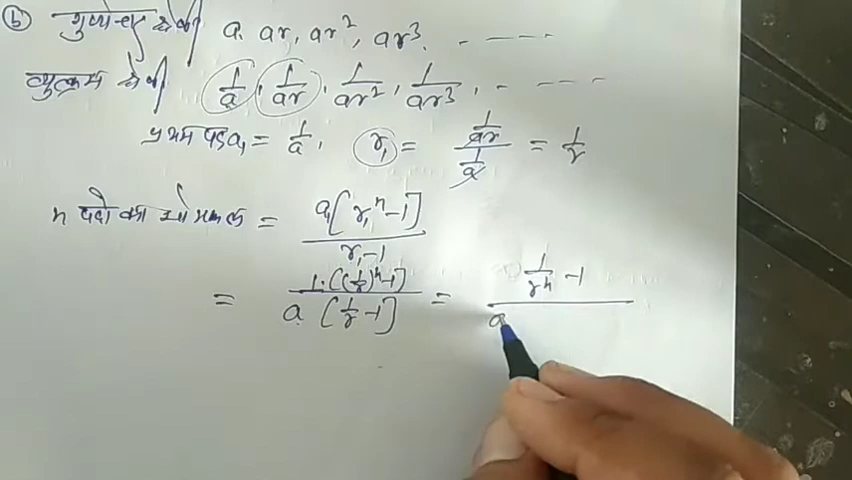 (b) गुणोत्तर श्रेणी a, ar, ar², ar³, - - - - -
व्युत्क्रम श्रेणी 1/a, 1/ar, 1/ar², 1/ar³, - - - - -
प्रथम पद a₁ = 1/a, r₁ = (1/ar)/(1/a) = 1/r
n पदों का योगफल = a₁[r₁ⁿ-1]/(r₁-1)
= 1·[(1/r)ⁿ-1]/a[1/r-1] = (1/rⁿ - 1)/a